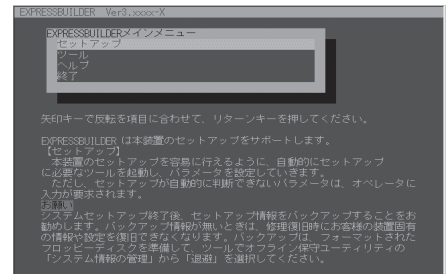 EXPRESSBUILDER Ver3.xxxx-X
EXPRESSBUILDERメインメニュー
セットアップ
ツール
ヘルプ
終了
矢印キーで反転を項目に合わせて、リターンキーを押してください。
EXPRESSBUILDER は本装置のセットアップをサポートします。
【セットアップ】
本装置のセットアップを容易に行えるように、自動的にセットアップ
に必要なツールを起動し、パラメータを設定していきます。
ただし、セットアップが自動的に判断できないパラメータは、オペレータに
入力が要求されます。
お願い
システムセットアップ終了後、セットアップ情報をバックアップすることをお
勧めします。バックアップ情報が無いときは、修理復旧時にお客様の装置固有
の情報や設定を復旧できなくなります。バックアップは、フォーマットされた
フロッピーディスクを準備して、ツールでオフライン保守ユーティリティの
「システム情報の管理」から「退避」を選択してください。